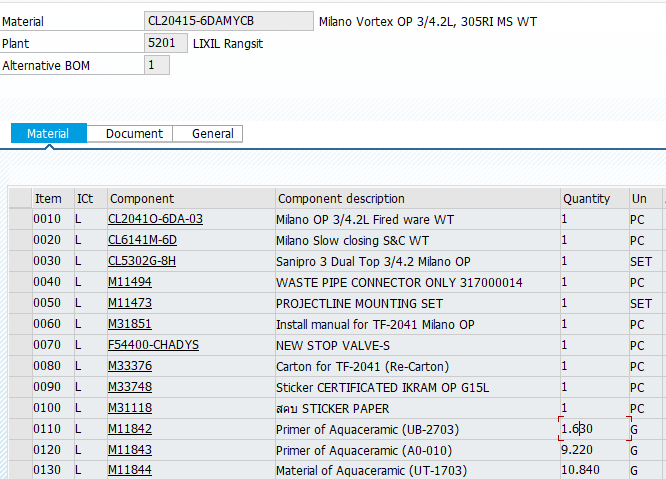 Material CL20415-6DAMYCB Milano Vortex OP 3/4.2L, 305RI MS WT
Plant 5201 LIXIL Rangsit
Alternative BOM 1
Material Document General
Item ICt Component Component description Quantity Un
0010 L CL2041O-6DA-03 Milano OP 3/4.2L Fired ware WT 1 PC
0020 L CL6141M-6D Milano Slow closing S&C WT 1 PC
0030 L CL5302G-8H Sanipro 3 Dual Top 3/4.2 Milano OP 1 SET
0040 L M11494 WASTE PIPE CONNECTOR ONLY 317000014 1 PC
0050 L M11473 PROJECTLINE MOUNTING SET 1 SET
0060 L M31851 Install manual for TF-2041 Milano OP 1 PC
0070 L F54400-CHADYS NEW STOP VALVE-S 1 PC
0080 L M33376 Carton for TF-2041 (Re-Carton) 1 PC
0090 L M33748 Sticker CERTIFICATED IKRAM OP G15L 1 PC
0100 L M31118 สคบ STICKER PAPER 1 PC
0110 L M11842 Primer of Aquaceramic (UB-2703) 1.630 G
0120 L M11843 Primer of Aquaceramic (A0-010) 9.220 G
0130 L M11844 Material of Aquaceramic (UT-1703) 10.840 G